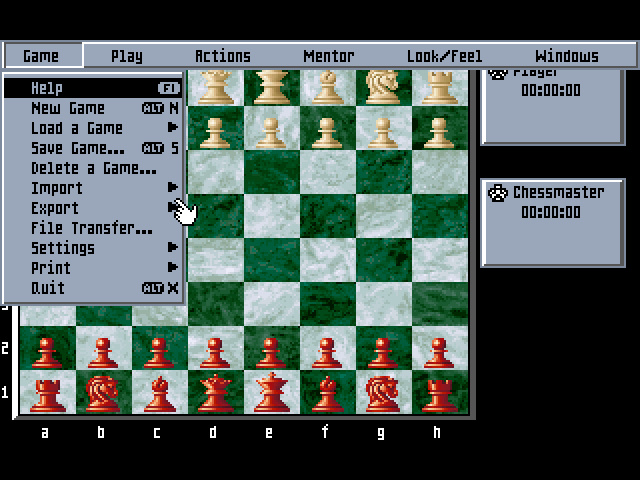 Game Play Actions Mentor Look/Feel Windows
Help F1
New Game ALT N
Load a Game
Save Game... ALT S
Delete a Game...
Import
Export
File Transfer...
Settings
Print
Quit ALT X
Player
00:00:00
Chessmaster
00:00:00
2
1
a b c d e f g h